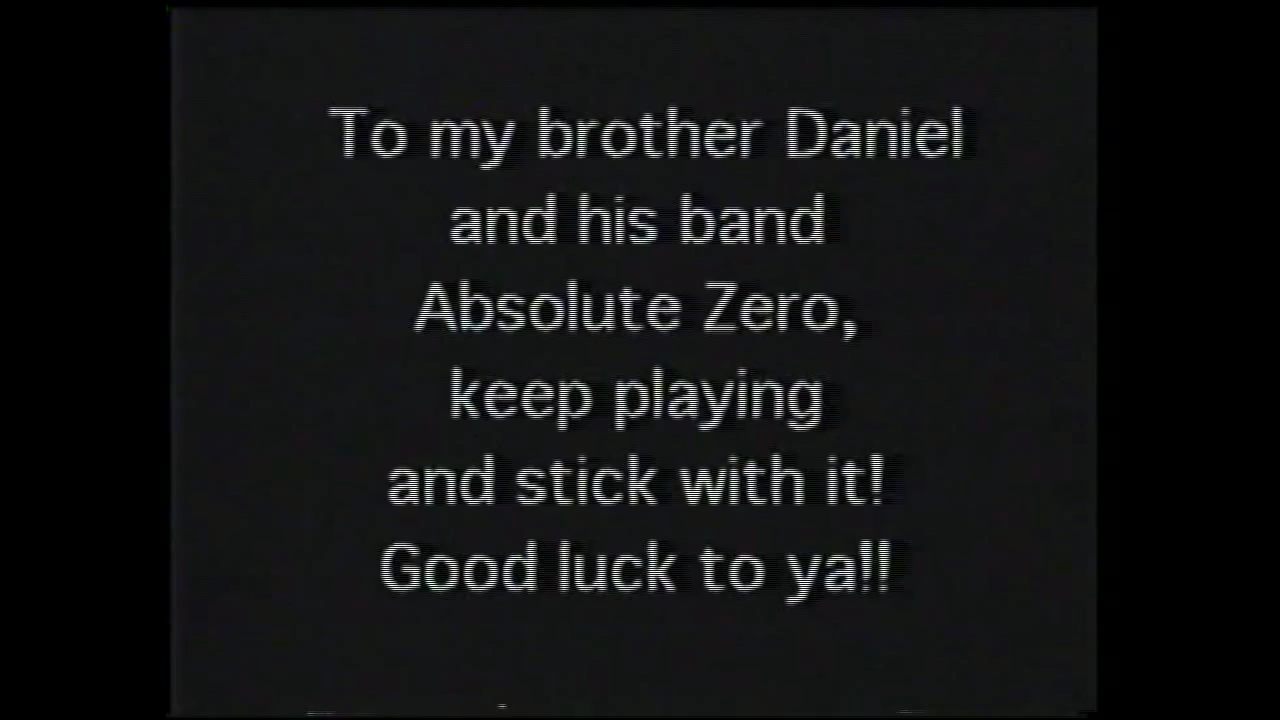 To my brother Daniel
and his band
Absolute Zero,
keep playing
and stick with it!
Good luck to ya!!